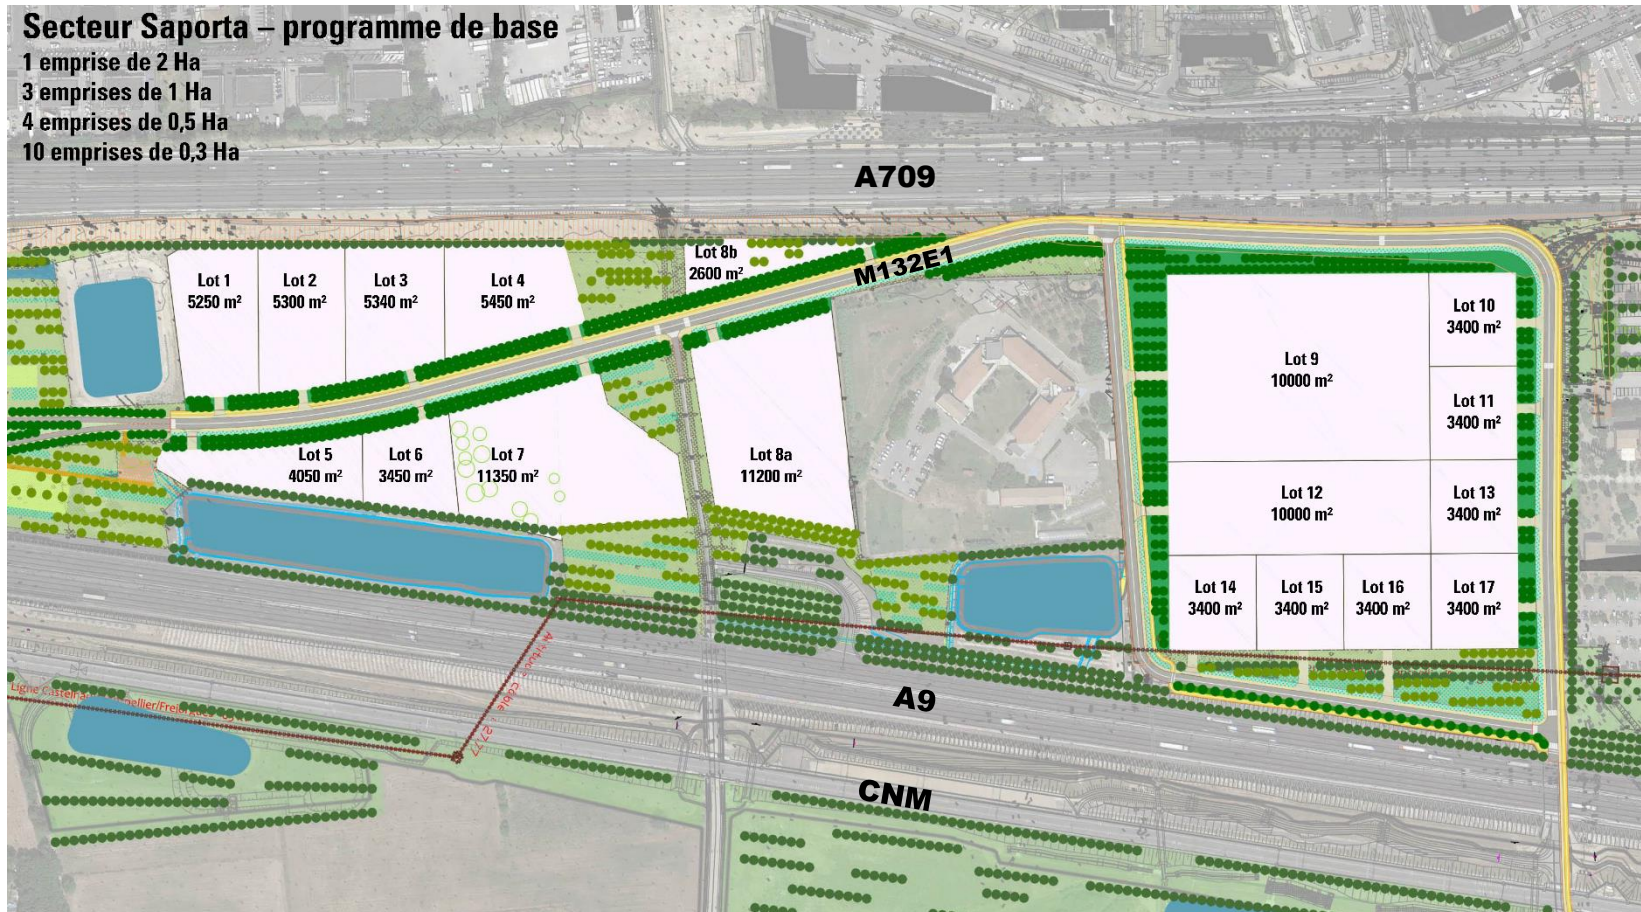 Secteur Saporta – programme de base
1 emprise de 2 Ha
3 emprises de 1 Ha
4 emprises de 0,5 Ha
10 emprises de 0,3 Ha
A709
M132E1
Lot 1
5250 m²
Lot 2
5300 m²
Lot 3
5340 m²
Lot 4
5450 m²
Lot 8b
2600 m²
Lot 5
4050 m²
Lot 6
3450 m²
Lot 7
11350 m²
Lot 8a
11200 m²
Lot 9
10000 m²
Lot 10
3400 m²
Lot 11
3400 m²
Lot 12
10000 m²
Lot 13
3400 m²
Lot 14
3400 m²
Lot 15
3400 m²
Lot 16
3400 m²
Lot 17
3400 m²
A9
CNM